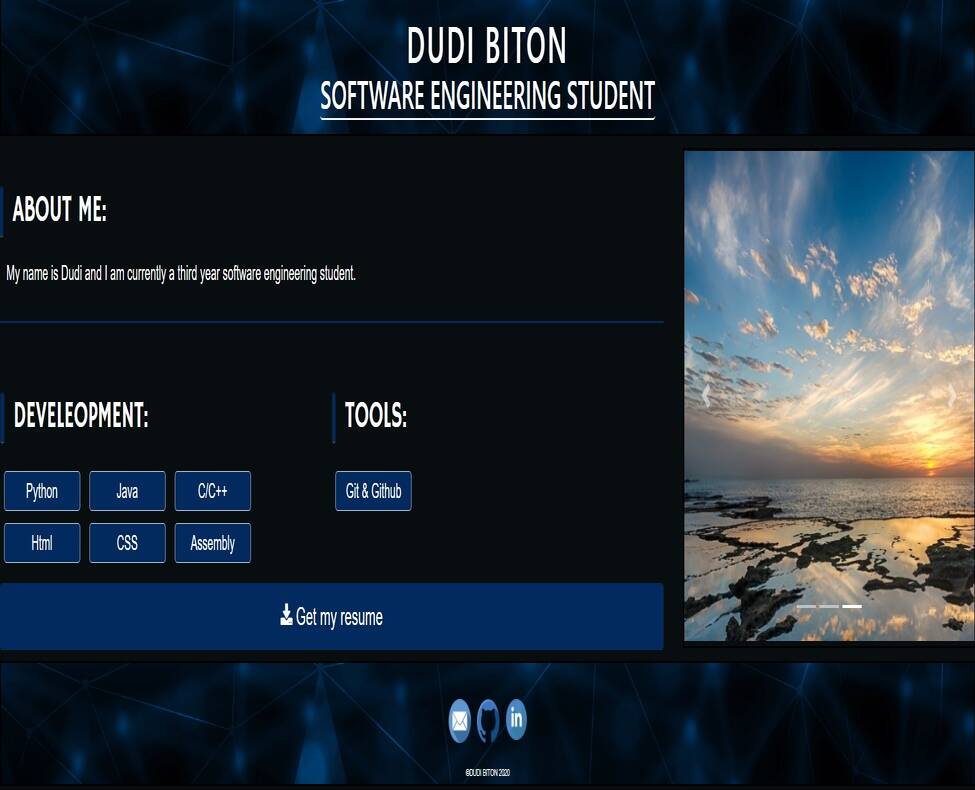 DUDI BITON
SOFTWARE ENGINEERING STUDENT
ABOUT ME:
My name is Dudi and I am currently a third year software engineering student.
DEVELEOPMENT:
Python Java C/C++
Html CSS Assembly
TOOLS:
Git & Github
Get my resume
in
©DUDI BITON 2020